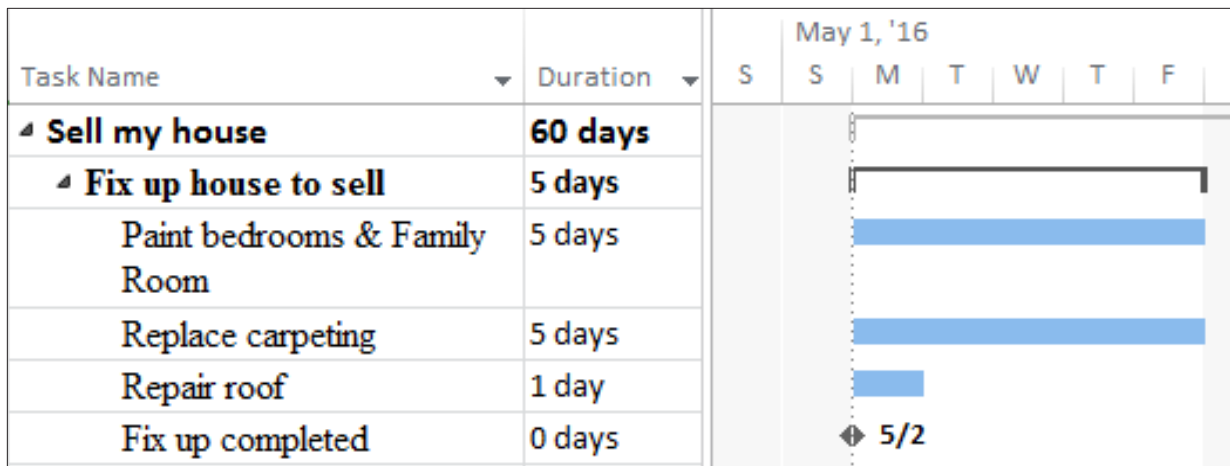 May 1, '16
Task Name Duration S S M T W T F
Sell my house 60 days
Fix up house to sell 5 days
Paint bedrooms & Family 5 days
Room
Replace carpeting 5 days
Repair roof 1 day
Fix up completed 0 days 5/2